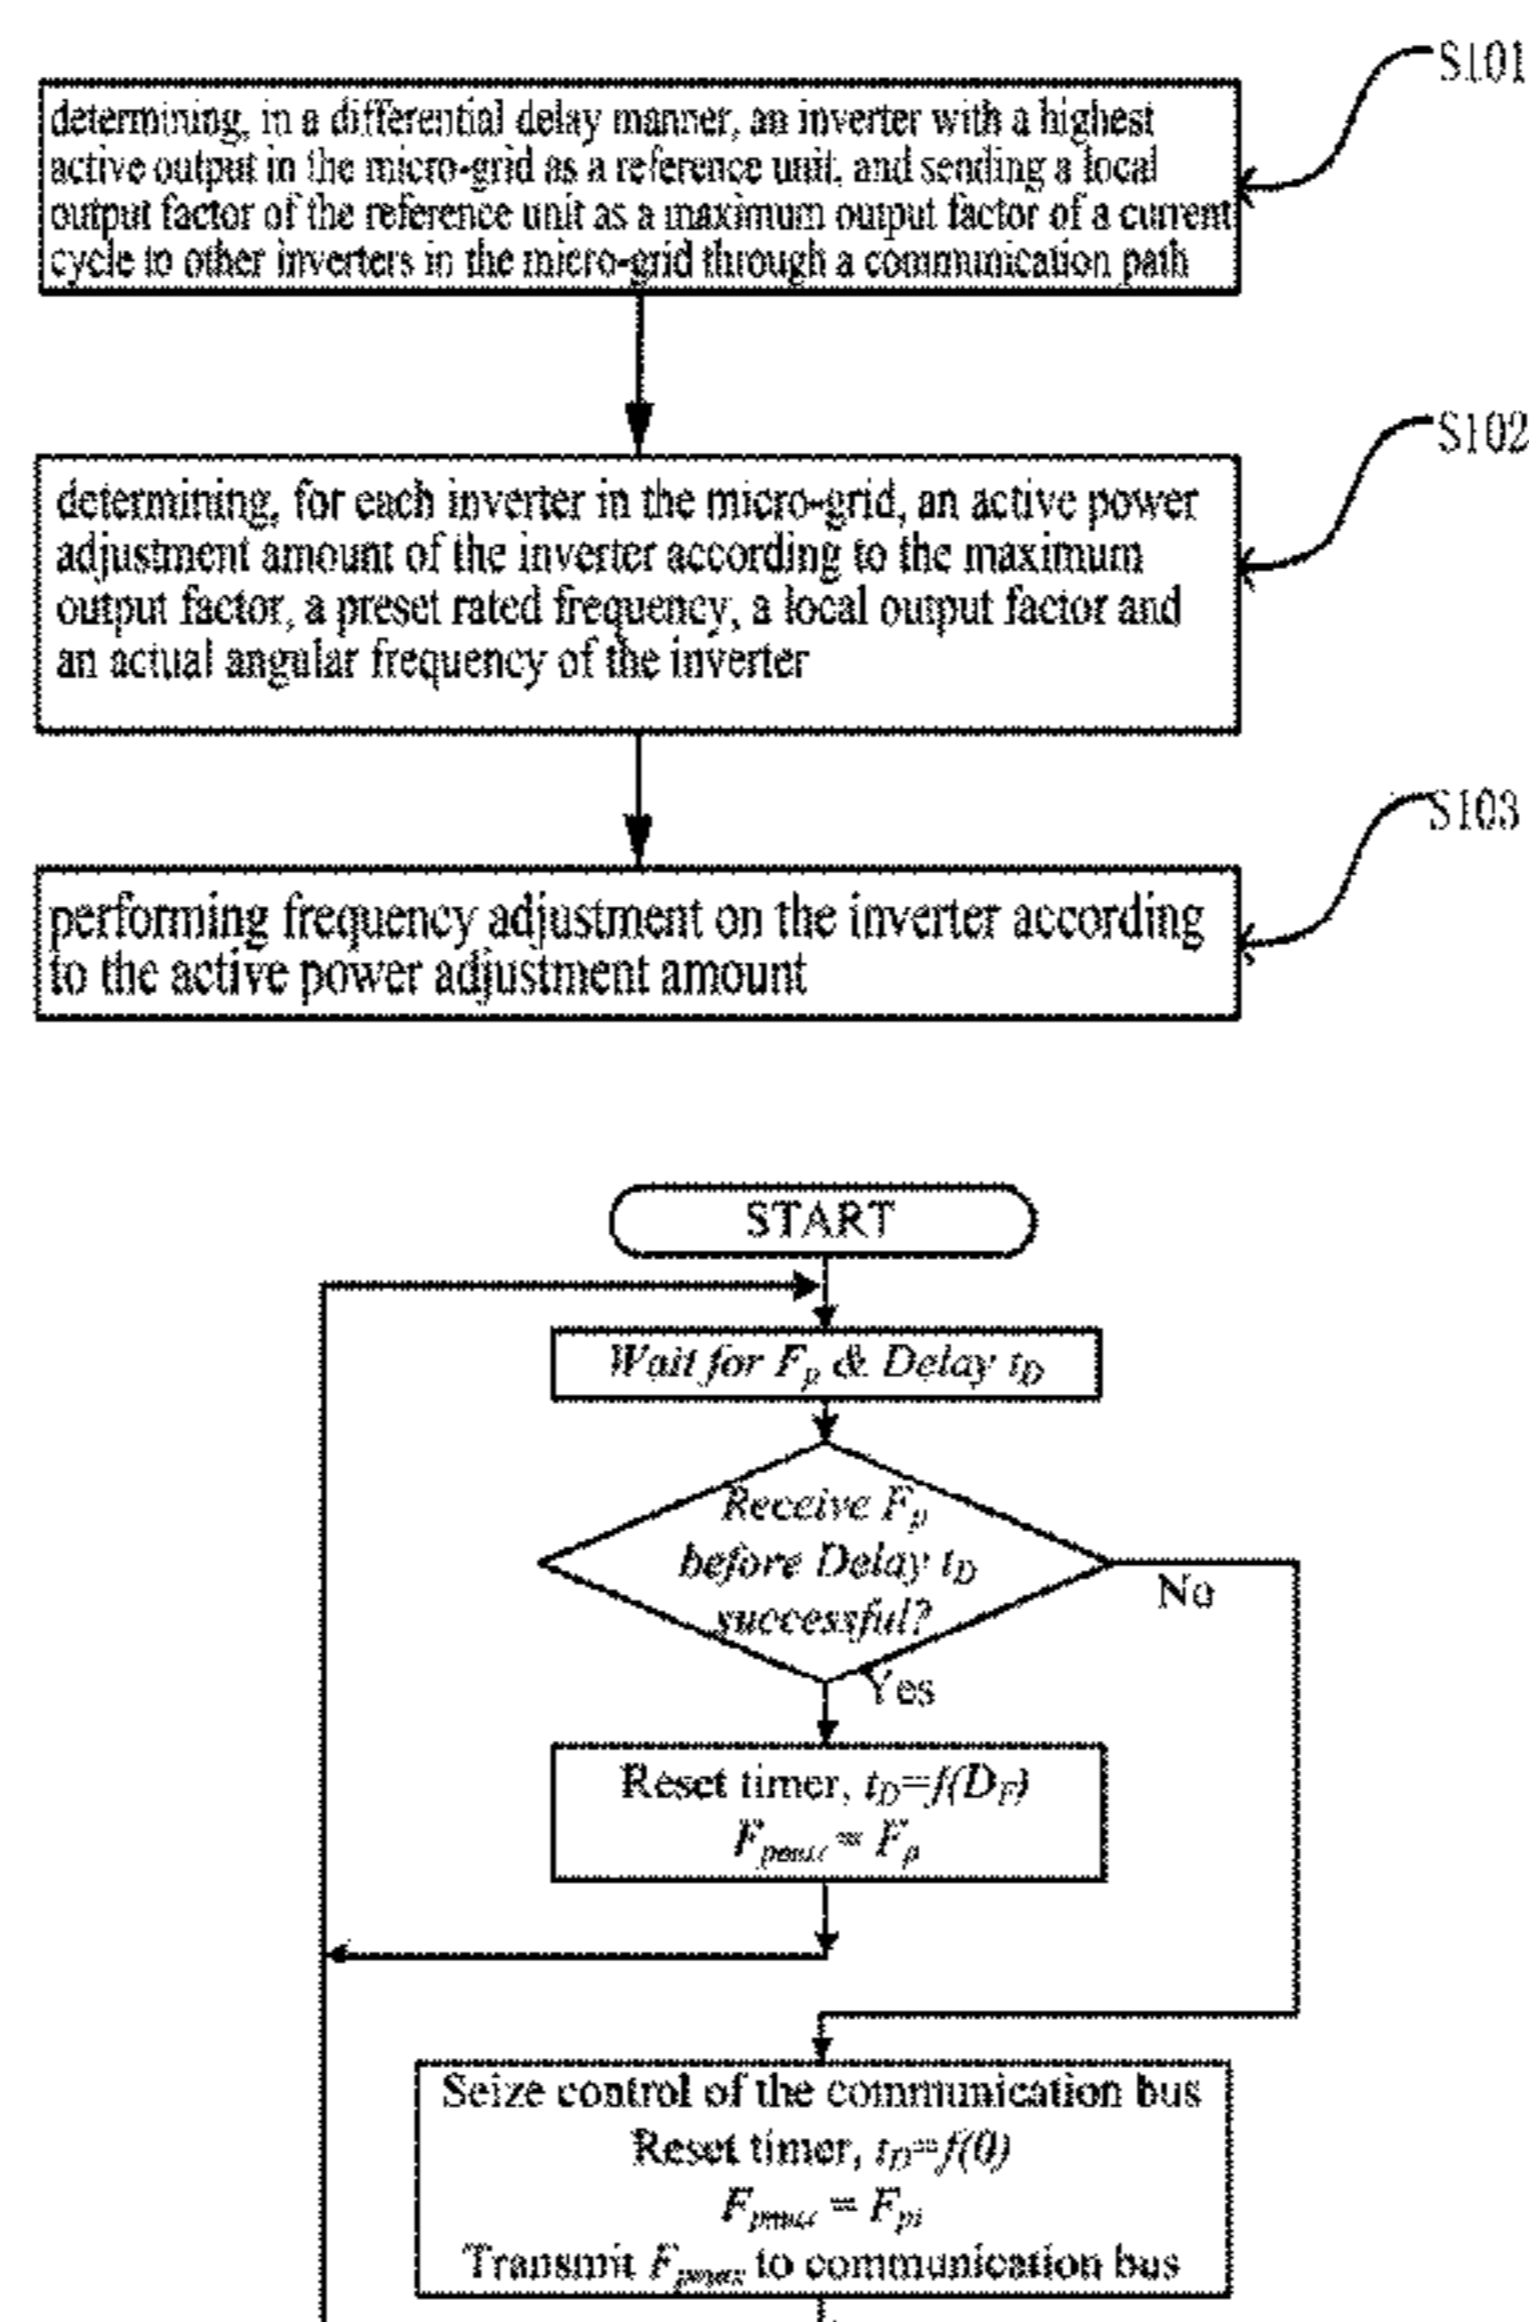 S101
determining, in a differential delay manner, an inverter with a highest
active output in the micro-grid as a reference unit, and sending a local
output factor of the reference unit as a maximum output factor of a current
cycle to other inverters in the micro-grid through a communication path
S102
determining, for each inverter in the micro-grid, an active power
adjustment amount of the inverter according to the maximum
output factor, a preset rated frequency, a local output factor and
an actual angular frequency of the inverter
S103
performing frequency adjustment on the inverter according
to the active power adjustment amount
START
Wait for Fp & Delay tD
Receive Fp
before Delay tD
successful?
No
Yes
Reset timer, tD=f(DF)
Fpmax = Fp
Seize control of the communication bus
Reset timer, tD=f(0)
Fpmax = Fpi
Transmit Fpmax to communication bus